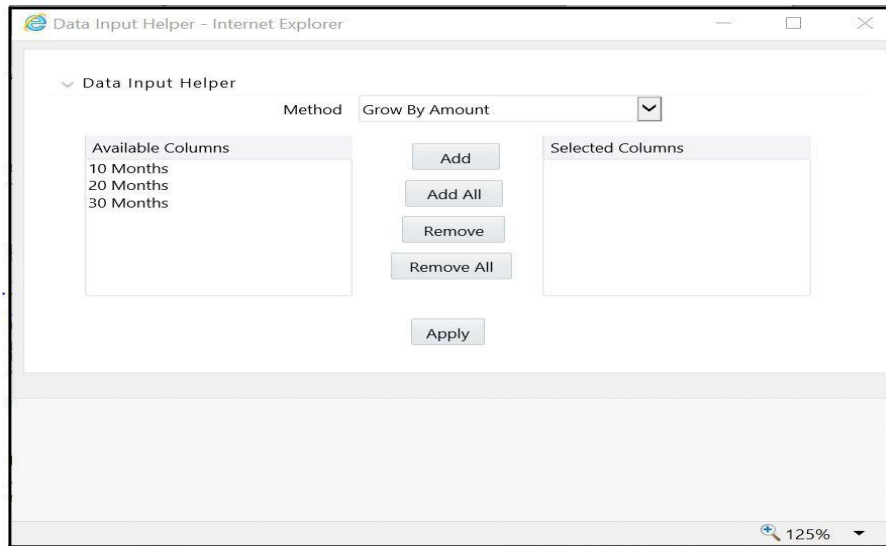 Data Input Helper - Internet Explorer
Data Input Helper
Method Grow By Amount
Available Columns
10 Months
20 Months
30 Months
Add
Add All
Remove
Remove All
Selected Columns
Apply
125%